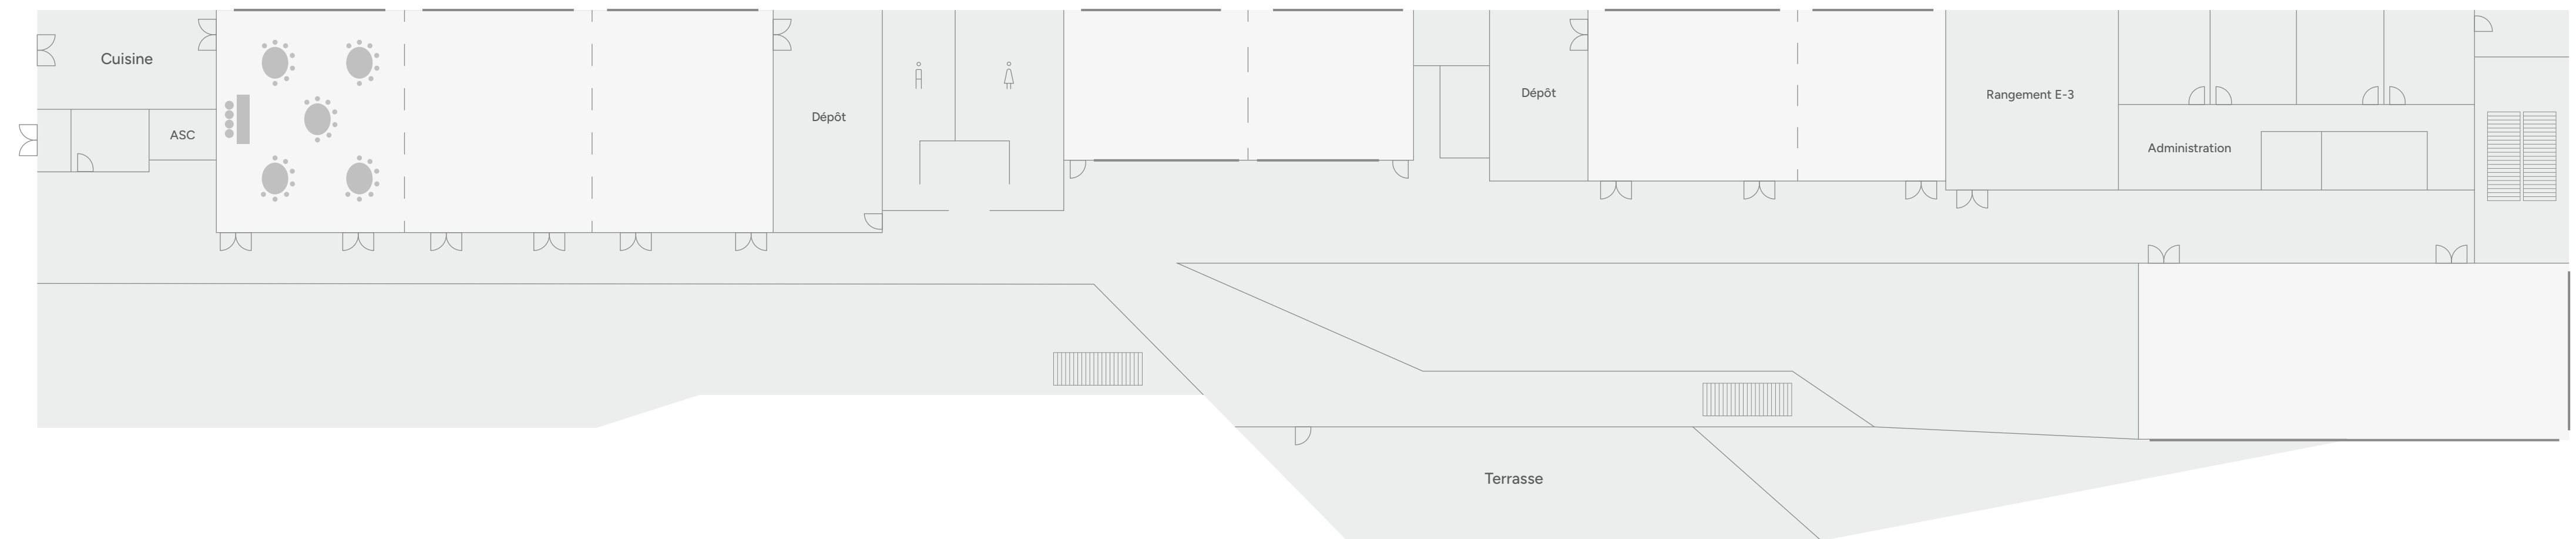 Cuisine
ASC
Dépôt
Dépôt
Rangement E-3
Administration
Terrasse